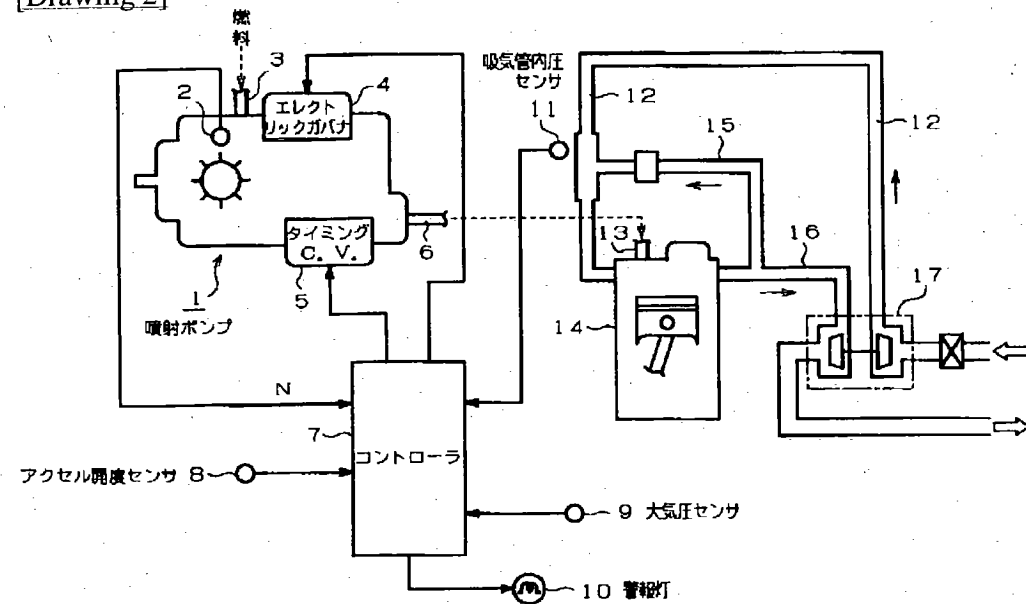 [Drawing 2]
燃料
3
2
エレクト
リックガバナ
4
吸気管内圧
センサ
11
12
12
15
タイミング
C. V.
5
6
13
16
17
1
噴射ポンプ
14
N
7
コントローラ
アクセル開度センサ 8
9 大気圧センサ
10 警報灯